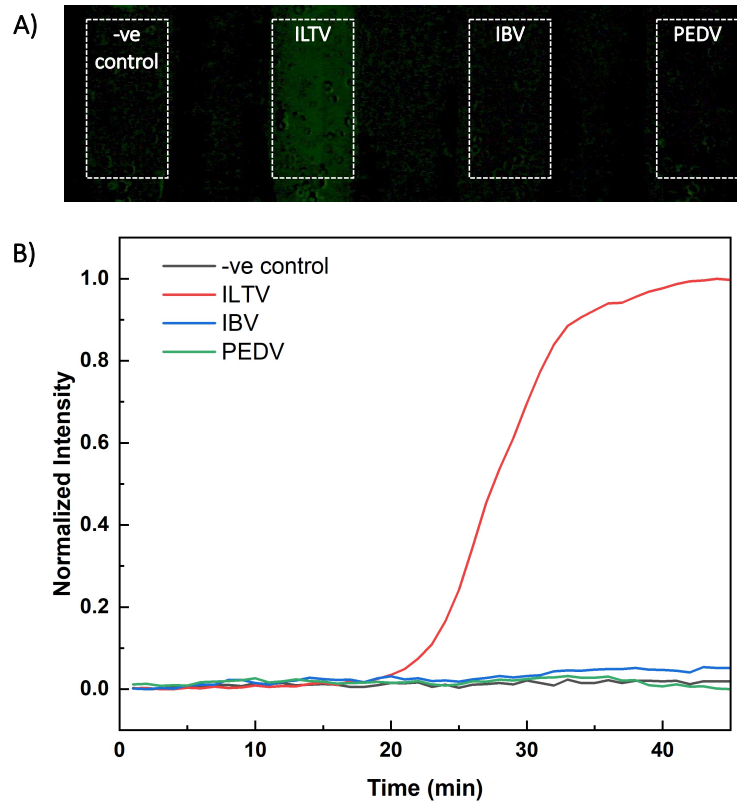 A)
-ve
control
ILTV
IBV
PEDV
B)
-ve control
ILTV
IBV
PEDV
1.0
0.8
0.6
0.4
0.2
0.0
Normalized Intensity
0 10 20 30 40
Time (min)